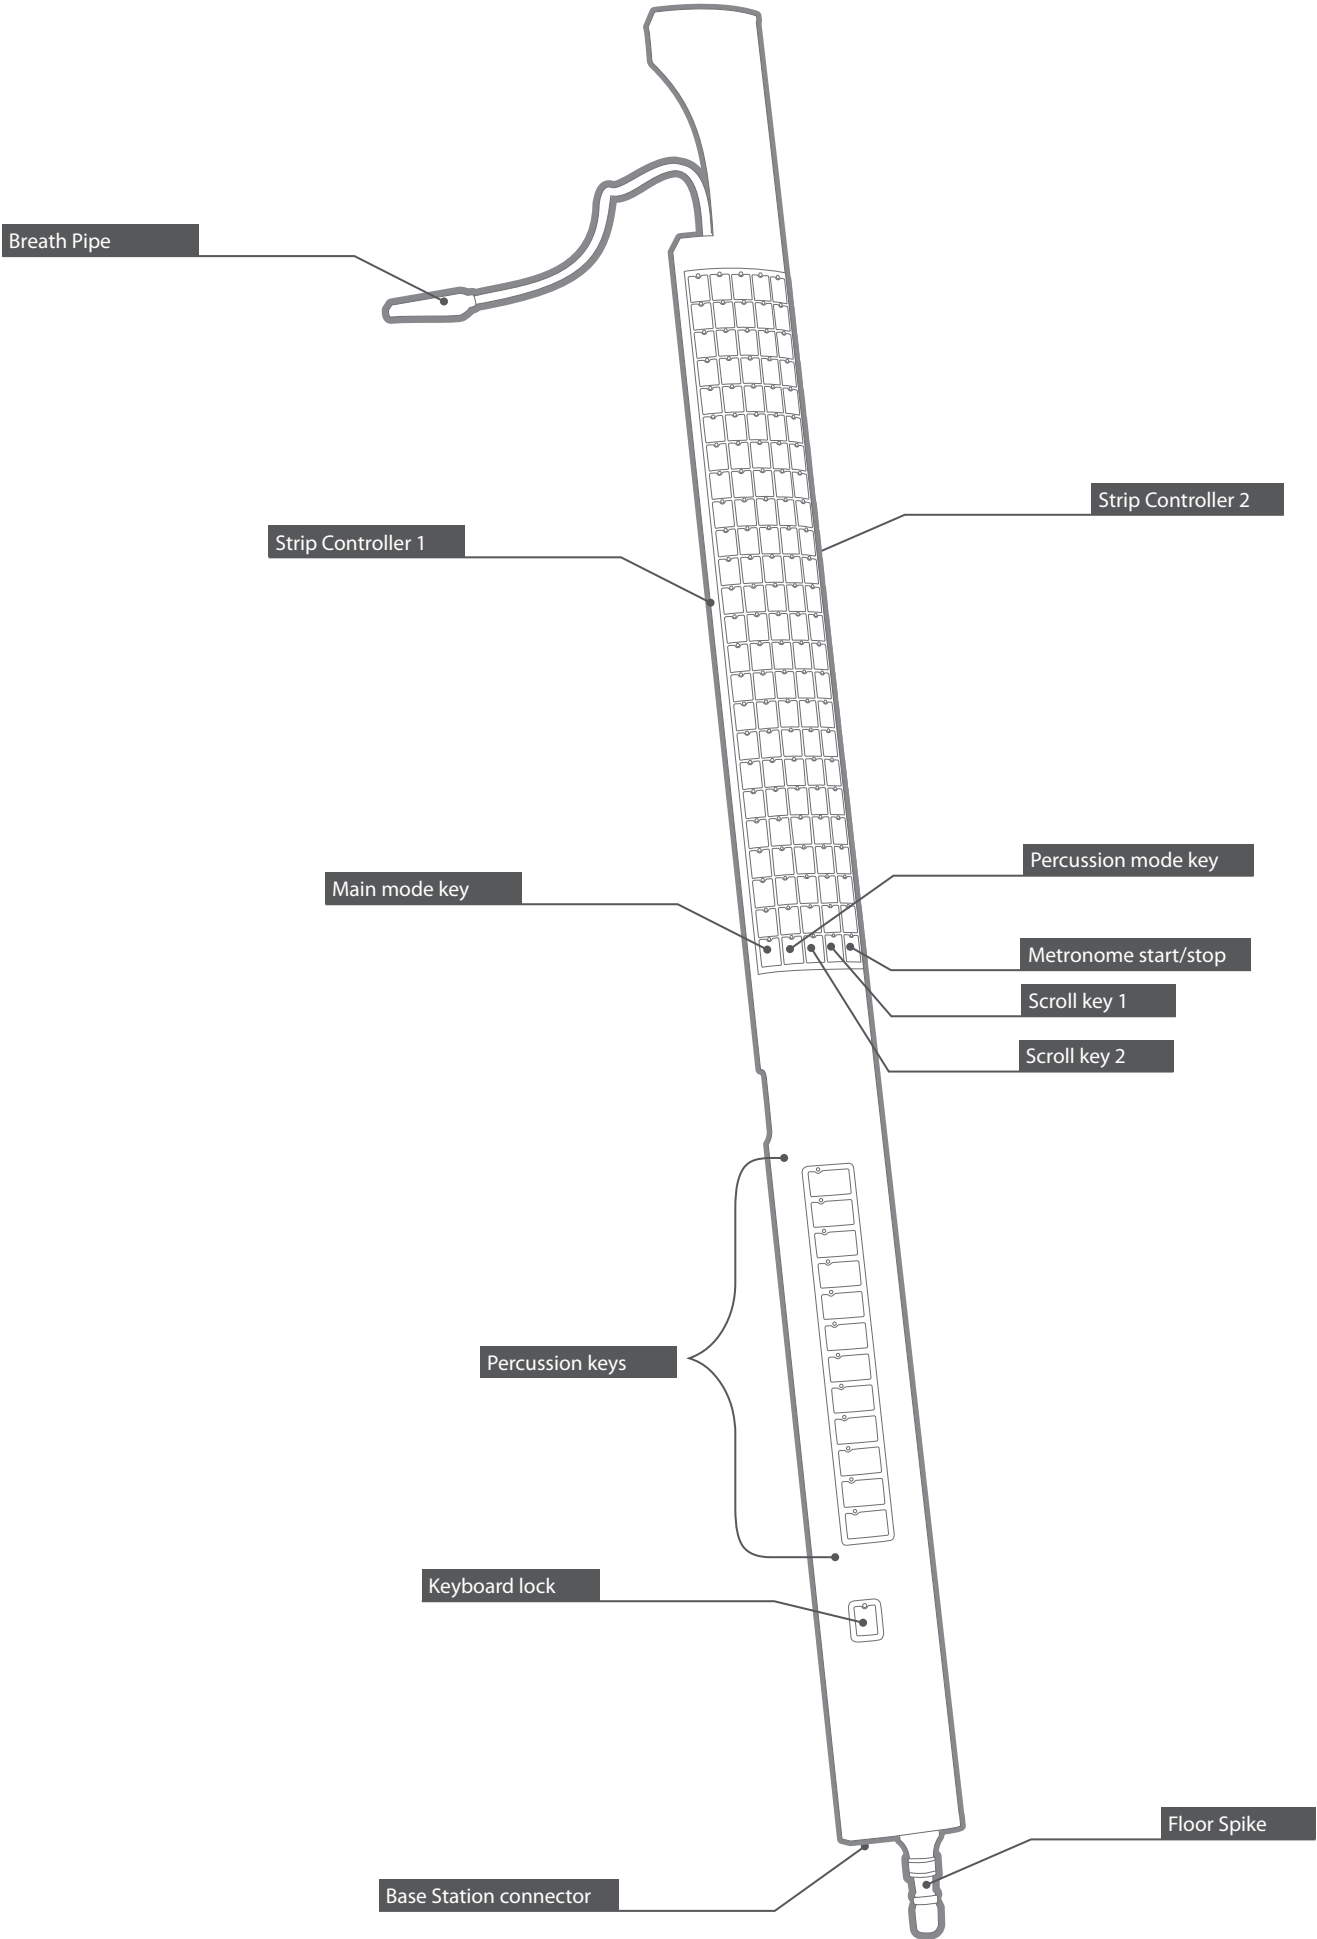 Breath Pipe
Strip Controller 2
Strip Controller 1
Percussion mode key
Main mode key
Metronome start/stop
Scroll key 1
Scroll key 2
Percussion keys
Keyboard lock
Floor Spike
Base Station connector